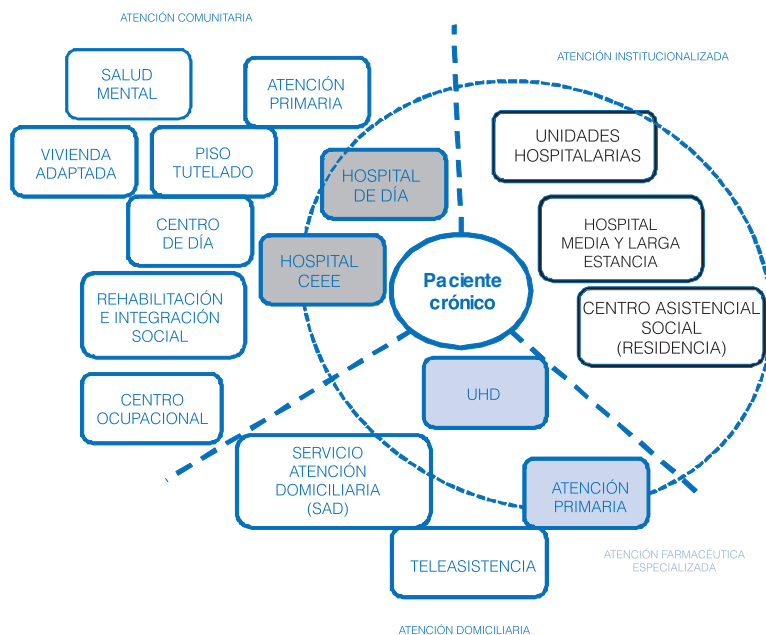 ATENCIÓN COMUNITARIA
ATENCIÓN INSTITUCIONALIZADA
SALUD
MENTAL
ATENCIÓN
PRIMARIA
VIVIENDA
ADAPTADA
PISO
TUTELADO
CENTRO
DE DÍA
HOSPITAL
DE DÍA
HOSPITAL
CEEE
REHABILITACIÓN
E INTEGRACIÓN
SOCIAL
CENTRO
OCUPACIONAL
UNIDADES
HOSPITALARIAS
HOSPITAL
MEDIA Y LARGA
ESTANCIA
CENTRO ASISTENCIAL
SOCIAL
(RESIDENCIA)
Paciente
crónico
UHD
SERVICIO
ATENCIÓN
DOMICILIARIA
(SAD)
ATENCIÓN
PRIMARIA
TELEASISTENCIA
ATENCIÓN FARMACÉUTICA
ESPECIALIZADA
ATENCIÓN DOMICILIARIA